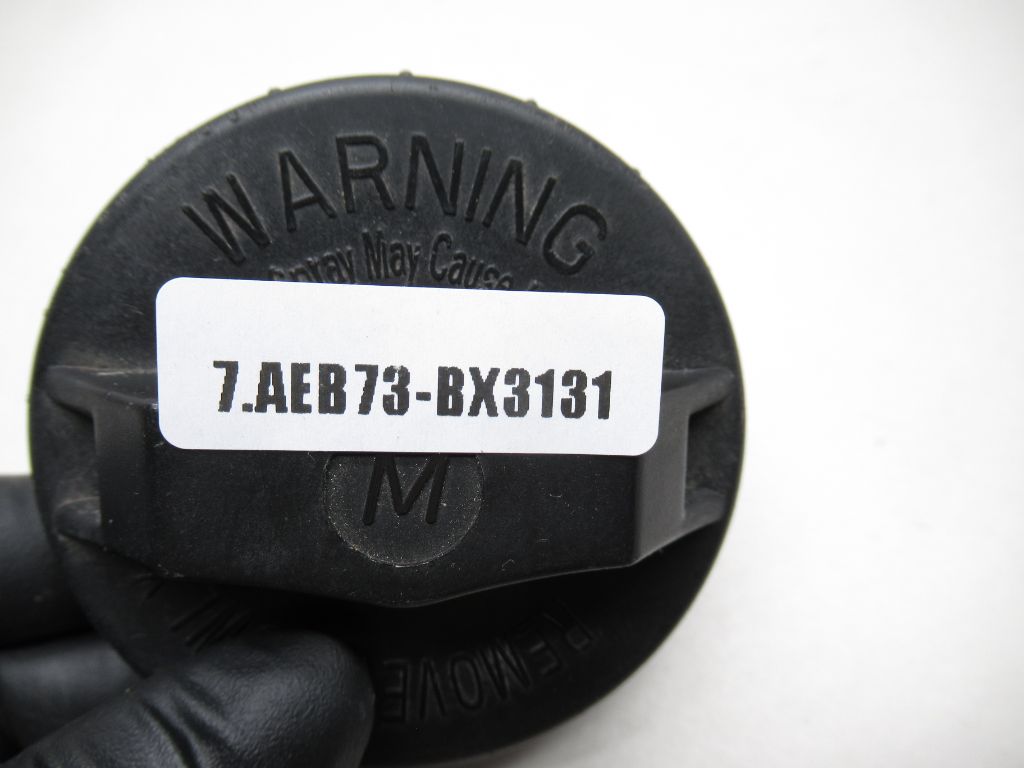 WARNING
Spray May Cause
7.AEB73-BX3131
M
REMOVE